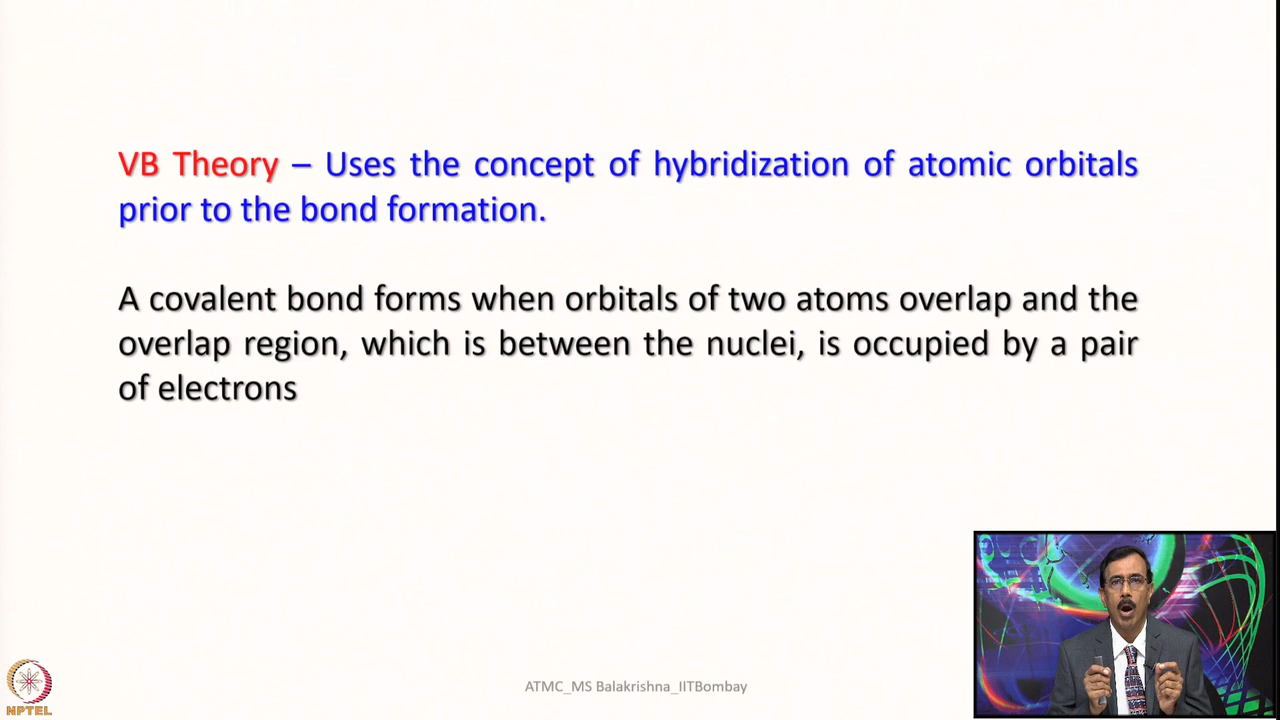 VB Theory – Uses the concept of hybridization of atomic orbitals
prior to the bond formation.
A covalent bond forms when orbitals of two atoms overlap and the
overlap region, which is between the nuclei, is occupied by a pair
of electrons
ATMC_MS Balakrishna_IITBombay
NPTEL